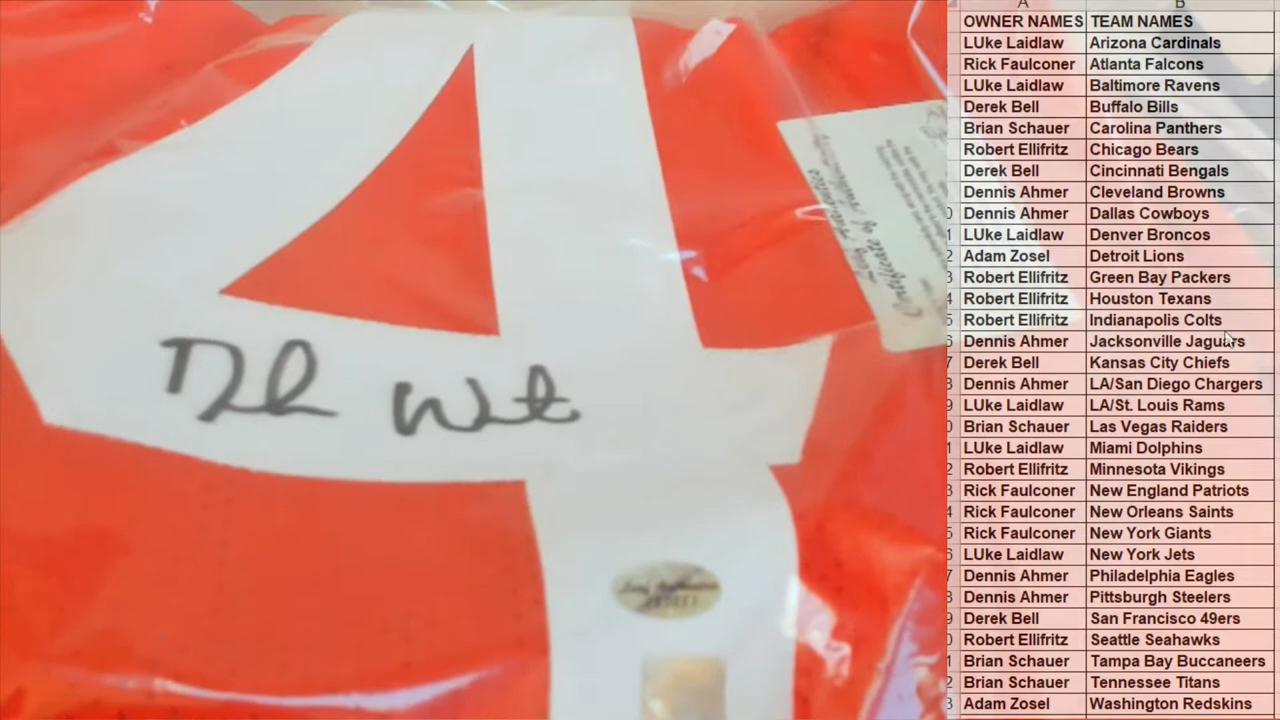 A B
OWNER NAMES TEAM NAMES
LUke Laidlaw Arizona Cardinals
Rick Faulconer Atlanta Falcons
LUke Laidlaw Baltimore Ravens
Derek Bell Buffalo Bills
Brian Schauer Carolina Panthers
Robert Ellifritz Chicago Bears
Derek Bell Cincinnati Bengals
Dennis Ahmer Cleveland Browns
Dennis Ahmer Dallas Cowboys
LUke Laidlaw Denver Broncos
Adam Zosel Detroit Lions
Robert Ellifritz Green Bay Packers
Robert Ellifritz Houston Texans
Robert Ellifritz Indianapolis Colts
Dennis Ahmer Jacksonville Jaguars
Derek Bell Kansas City Chiefs
Dennis Ahmer LA/San Diego Chargers
LUke Laidlaw LA/St. Louis Rams
Brian Schauer Las Vegas Raiders
LUke Laidlaw Miami Dolphins
Robert Ellifritz Minnesota Vikings
Rick Faulconer New England Patriots
Rick Faulconer New Orleans Saints
Rick Faulconer New York Giants
LUke Laidlaw New York Jets
Dennis Ahmer Philadelphia Eagles
Dennis Ahmer Pittsburgh Steelers
Derek Bell San Francisco 49ers
Robert Ellifritz Seattle Seahawks
Brian Schauer Tampa Bay Buccaneers
Brian Schauer Tennessee Titans
Adam Zosel Washington Redskins
4
Certificate of Authenticity